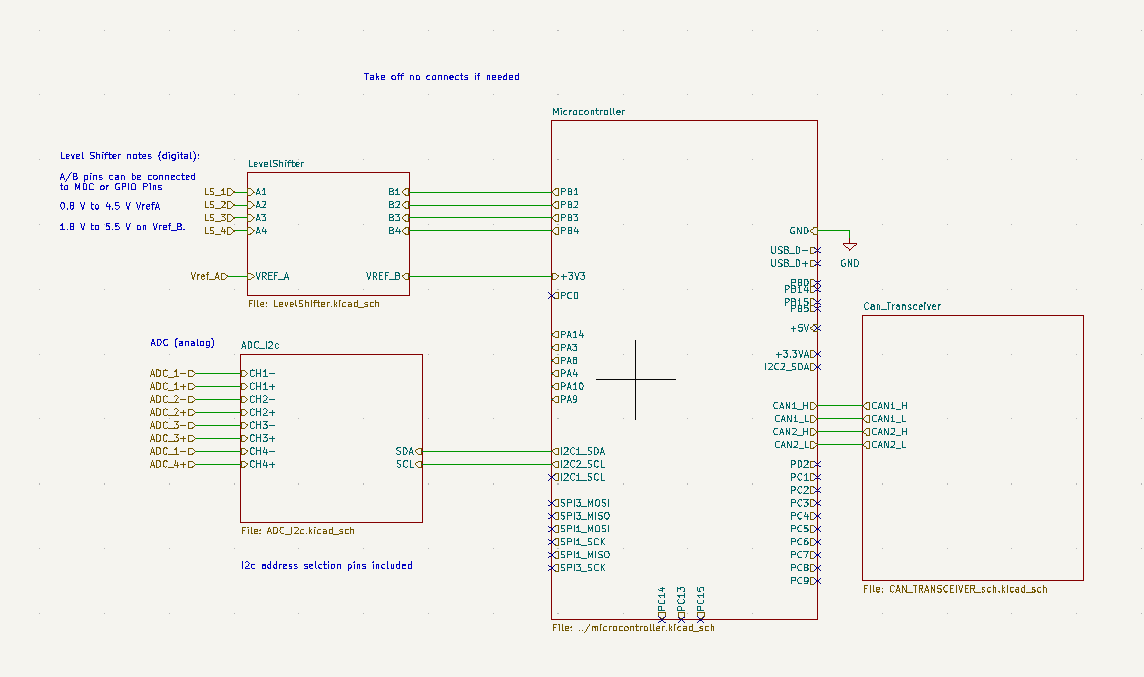 Take off no connects if needed
Level Shifter notes (digital):
A/B pins can be connected
to MDC or GPIO Pins
0.8 V to 4.5 V VrefA
1.8 V to 5.5 V on Vref_B.
LevelShifter
LS_1 A1 B1
LS_2 A2 B2
LS_3 A3 B3
LS_4 A4 B4
Vref_A VREF_A VREF_B
File: LevelShifter.kicad_sch
ADC (analog)
ADC_I2c
ADC_1- CH1-
ADC_1+ CH1+
ADC_2- CH2-
ADC_2+ CH2+
ADC_3- CH3-
ADC_3+ CH3+
ADC_1- CH4- SDA
ADC_4+ CH4+ SCL
File: ADC_I2c.kicad_sch
I2c address selction pins included
Microcontroller
PB1
PB2
PB3
PB4
+3V3
PC0
PA14
PA3
PA8
PA4
PA10
PA9
I2C1_SDA
I2C2_SCL
I2C1_SCL
SPI3_MOSI
SPI3_MISO
SPI1_MOSI
SPI1_SCK
SPI1_MISO
SPI3_SCK
PC14
PC13
PC15
GND
USB_D-
USB_D+
PB14
PB15
PB5
+5V
+3.3VA
I2C2_SDA
CAN1_H
CAN1_L
CAN2_H
CAN2_L
PD2
PC1
PC2
PC3
PC4
PC5
PC6
PC7
PC8
PC9
File: ../microcontroller.kicad_sch
GND
Can_Transceiver
CAN1_H
CAN1_L
CAN2_H
CAN2_L
File: CAN_TRANSCEIVER_sch.kicad_sch